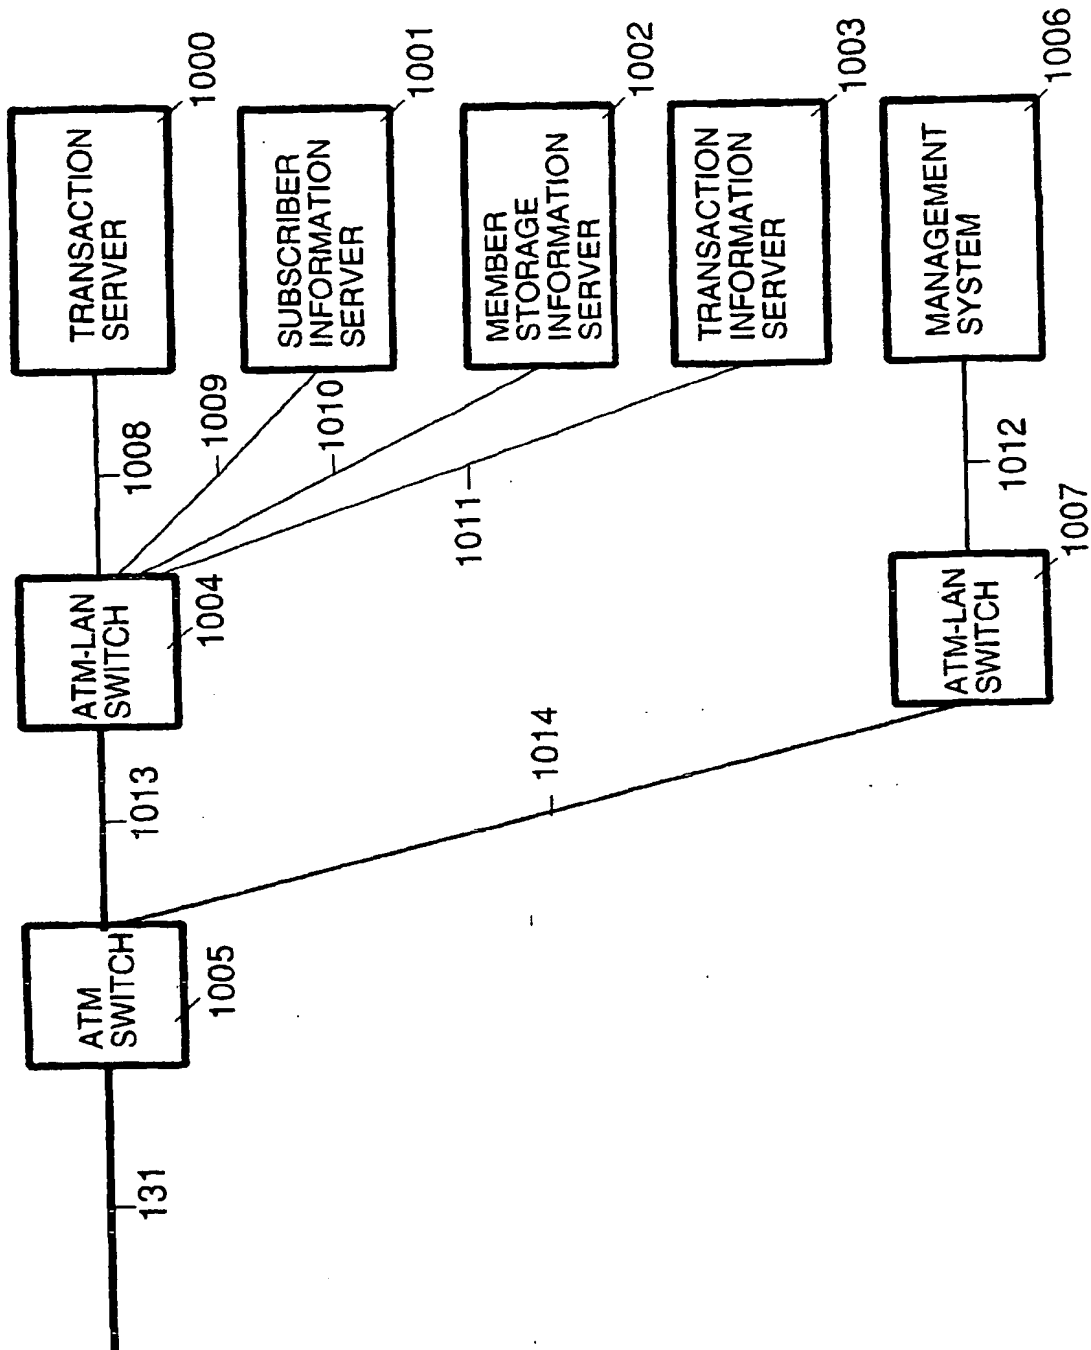 TRANSACTION
SERVER
1000
SUBSCRIBER
INFORMATION
SERVER
1001
MEMBER
STORAGE
INFORMATION
SERVER
1002
TRANSACTION
INFORMATION
SERVER
1003
MANAGEMENT
SYSTEM
1006
1008
1009
1010
1011
1012
ATM-LAN
SWITCH
1004
ATM-LAN
SWITCH
1007
1013
1014
ATM
SWITCH
1005
131